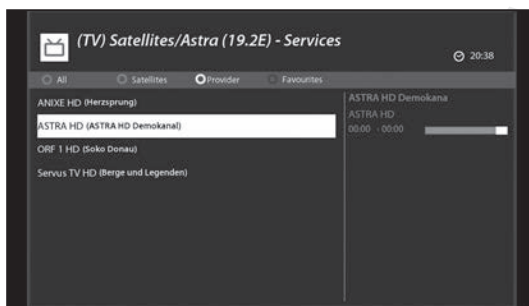 (TV) Satellites/Astra (19.2E) - Services
20:38
All Satellites Provider Favourites
ANIXE HD (Herzsprung)
ASTRA HD (ASTRA HD Demokanal)
ORF 1 HD (Soko Donau)
Servus TV HD (Berge und Legenden)
ASTRA HD Demokana
ASTRA HD
00:00 - 00:00